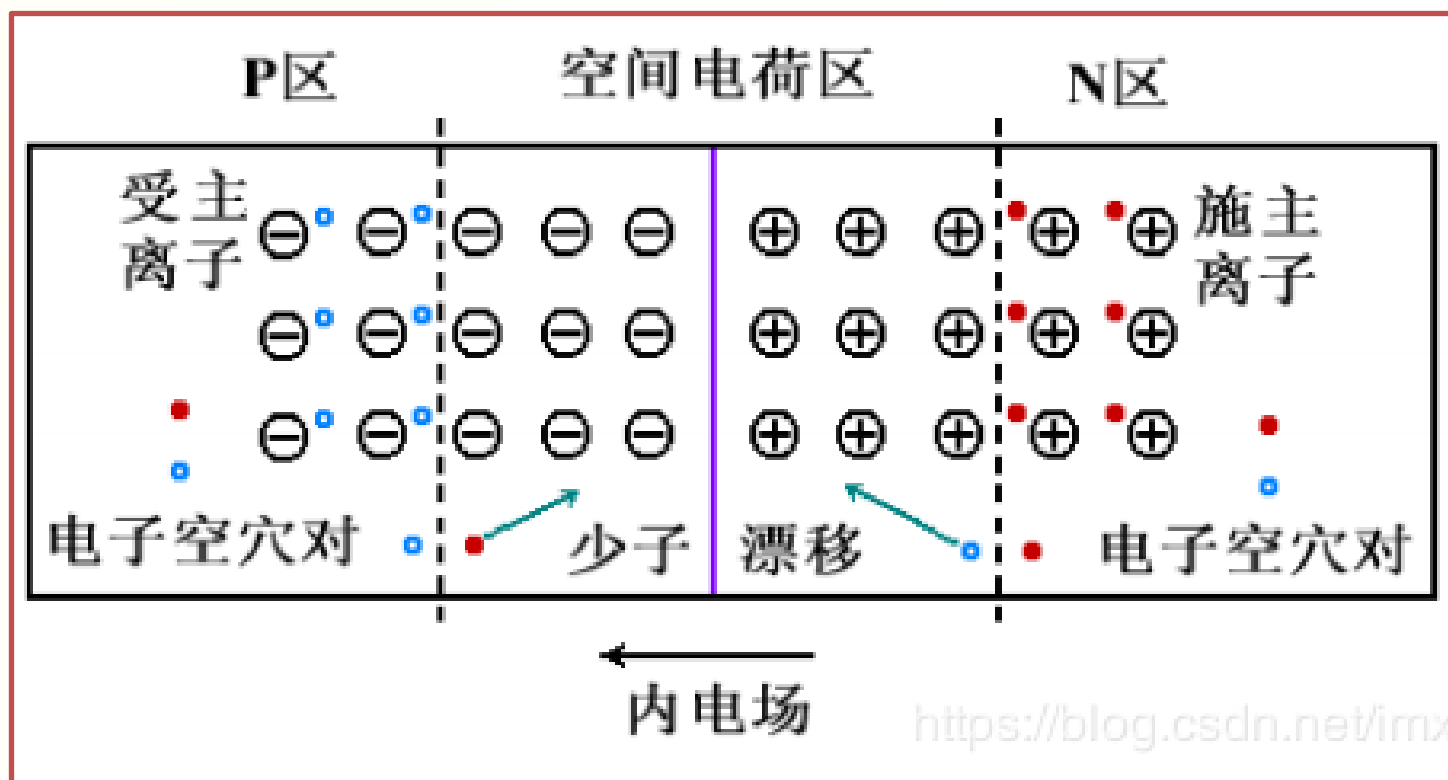 P区
空间电荷区
N区
受主
离子
施主
离子
电子空穴对
少子
漂移
电子空穴对
内电场
https://blog.csdn.net/imx